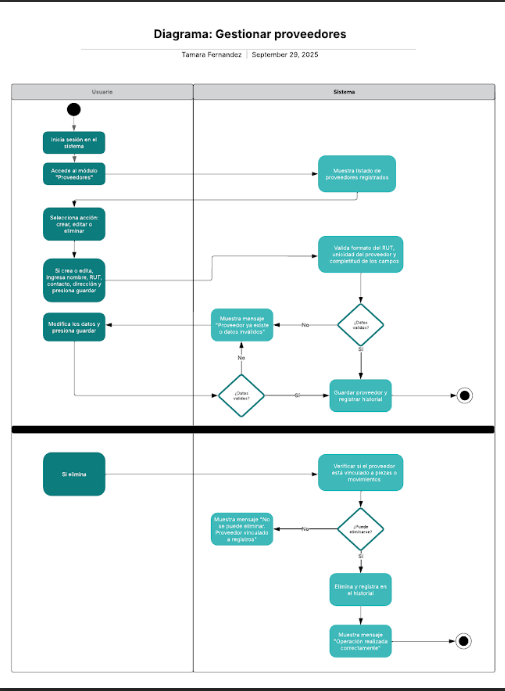 Diagrama: Gestionar proveedores
Tamara Fernandez | September 29, 2025
Usuario
Sistema
Inicia sesión en el
sistema
Accede al módulo
"Proveedores"
Muestra listado de
proveedores registrados
Selecciona acción:
crear, editar o
eliminar
Si crea o edita,
ingresa nombre, RUT,
contacto, dirección y
presiona guardar
Valida formato del RUT,
unicidad del proveedor y
completitud de los campos
Modifica los datos y
presiona guardar
Muestra mensaje
"Proveedor ya existe
o datos inválidos"
No
¿Datos
válidos?
Sí
No
¿Datos
válidos?
Sí
Guardar proveedor y
registrar historial
Si elimina
Verificar si el proveedor
está vinculado a piezas o
movimientos
Muestra mensaje "No
se puede eliminar.
Proveedor vinculado
a registros"
No
¿Puede
eliminarse?
Sí
Elimina y registra en
el historial
Muestra mensaje
"Operación realizada
correctamente"